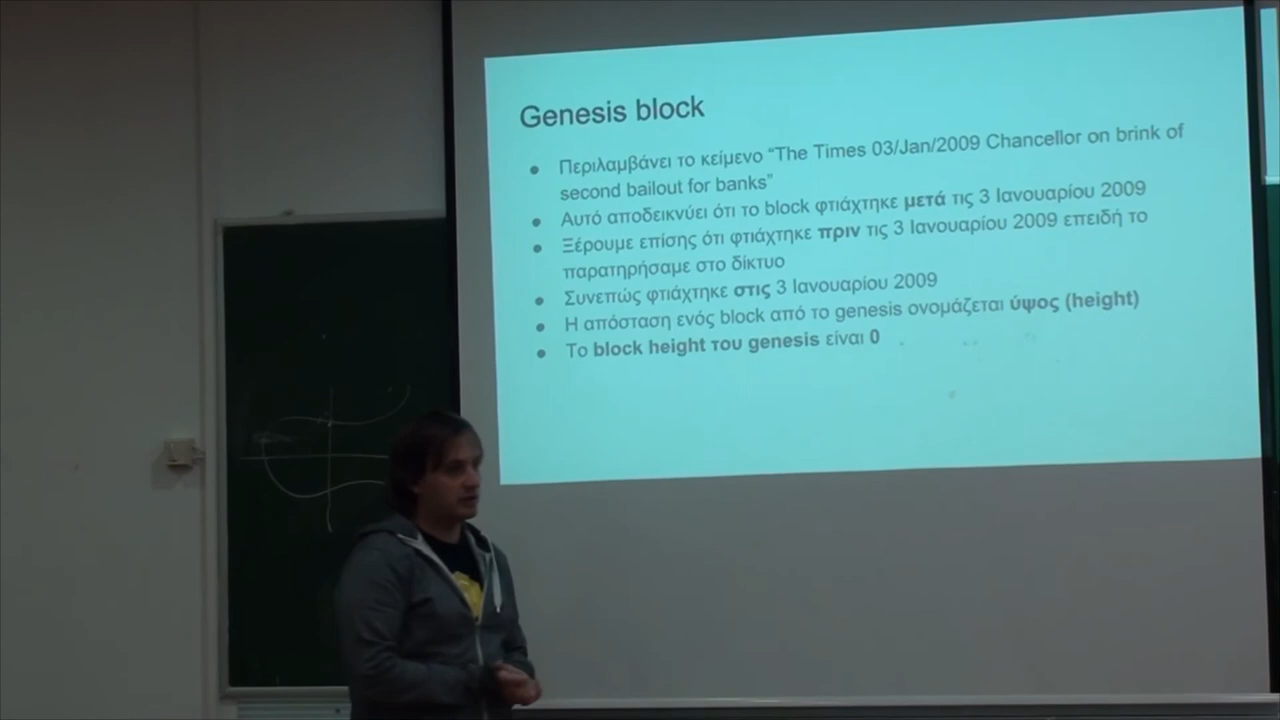 Genesis block
● Περιλαμβάνει το κείμενο “The Times 03/Jan/2009 Chancellor on brink of
second bailout for banks”
● Αυτό αποδεικνύει ότι το block φτιάχτηκε μετά τις 3 Ιανουαρίου 2009
● Ξέρουμε επίσης ότι φτιάχτηκε πριν τις 3 Ιανουαρίου 2009 επειδή το
παρατηρήσαμε στο δίκτυο
● Συνεπώς φτιάχτηκε στις 3 Ιανουαρίου 2009
● Η απόσταση ενός block από το genesis ονομάζεται ύψος (height)
● Το block height του genesis είναι 0